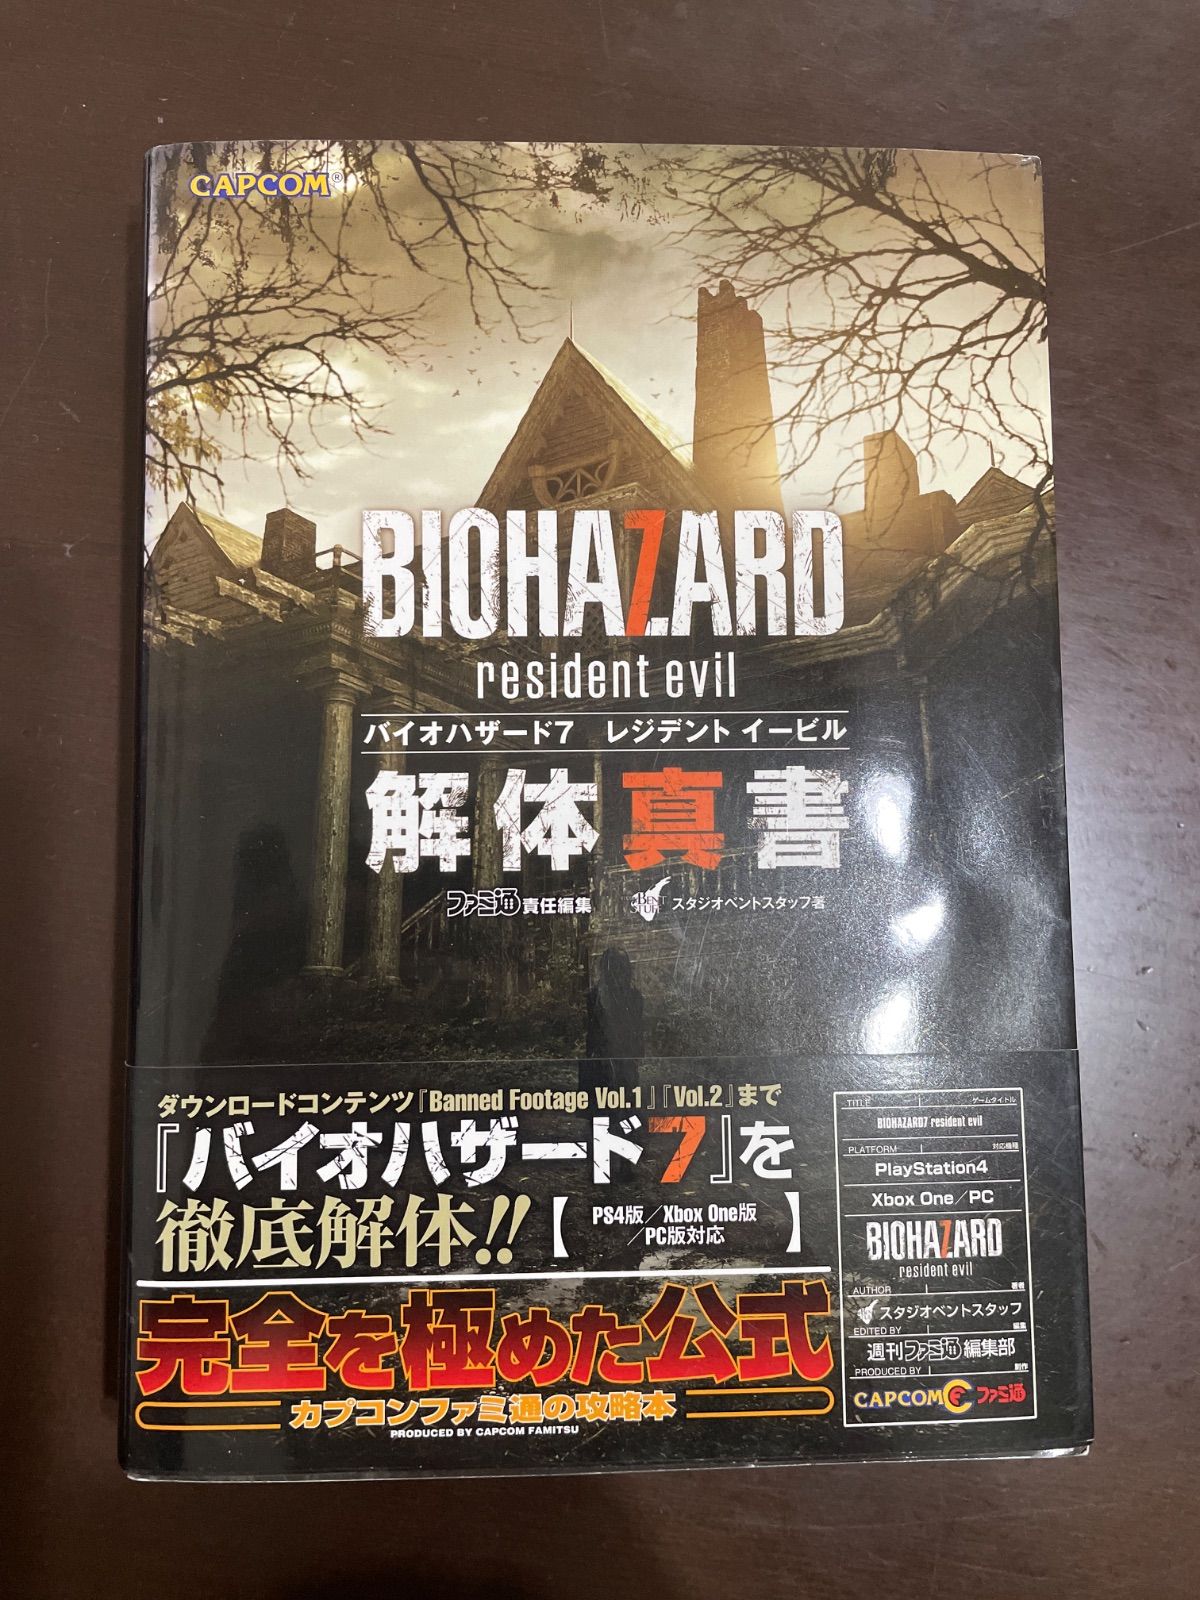 CAPCOM®
BIOHAZARD
resident evil
バイオハザード7 レジデント イービル
解体真書
ファミ通 責任編集 BENT STUFF スタジオベントスタッフ著
ダウンロードコンテンツ『Banned Footage Vol.1』『Vol.2』まで
『バイオハザード7』を
徹底解体!!【PS4版/Xbox One版
/PC版対応】
完全を極めた公式
カプコンファミ通の攻略本
PRODUCED BY CAPCOM FAMITSU
TITLE ゲームタイトル
BIOHAZARD7 resident evil
PLATFORM 対応機種
PlayStation4
Xbox One/PC
BIOHAZARD
resident evil
AUTHOR 著者
スタジオベントスタッフ
EDITED BY 編集
週刊ファミ通編集部
PRODUCED BY 制作
CAPCOM ファミ通